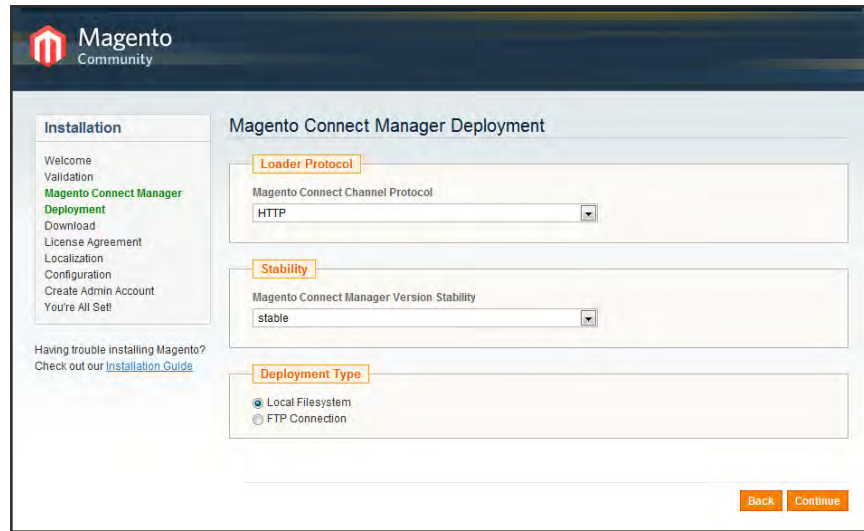 Magento
Community
Installation
Welcome
Validation
Magento Connect Manager
Deployment
Download
License Agreement
Localization
Configuration
Create Admin Account
You're All Set!
Having trouble installing Magento?
Check out our Installation Guide
Magento Connect Manager Deployment
Loader Protocol
Magento Connect Channel Protocol
HTTP
Stability
Magento Connect Manager Version Stability
stable
Deployment Type
Local Filesystem
FTP Connection
Back Continue